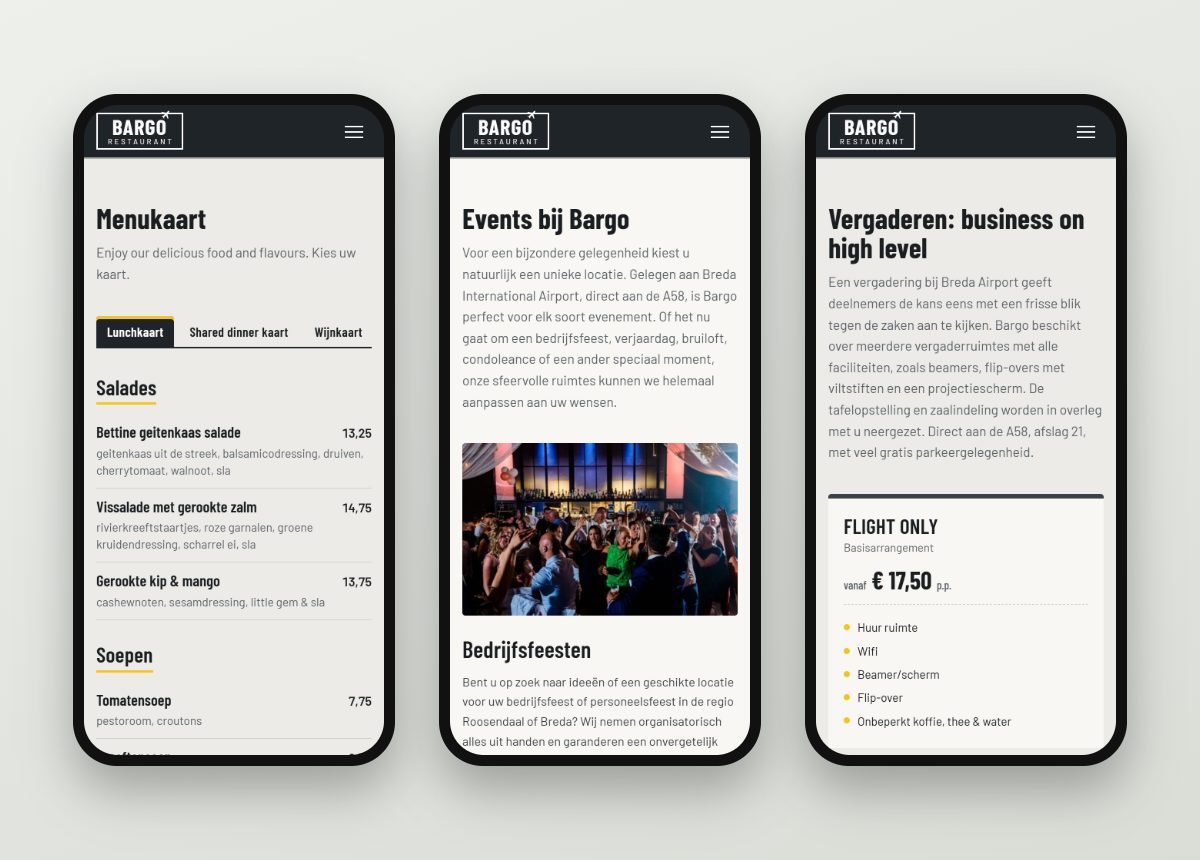 BARGO
RESTAURANT
Menukaart
Enjoy our delicious food and flavours. Kies uw
kaart.
Lunchkaart Shared dinner kaart Wijnkaart
Salades
Bettine geitenkaas salade 13,25
geitenkaas uit de streek, balsamicodressing, druiven,
cherrytomaat, walnoot, sla
Vissalade met gerookte zalm 14,75
rivierkreeftstaartjes, roze garnalen, groene
kruidendressing, scharrel ei, sla
Gerookte kip & mango 13,75
cashewnoten, sesamdressing, little gem & sla
Soepen
Tomatensoep 7,75
pestoroom, croutons
BARGO
RESTAURANT
Events bij Bargo
Voor een bijzondere gelegenheid kiest u
natuurlijk een unieke locatie. Gelegen aan Breda
International Airport, direct aan de A58, is Bargo
perfect voor elk soort evenement. Of het nu
gaat om een bedrijfsfeest, verjaardag, bruiloft,
condoleance of een ander speciaal moment,
onze sfeervolle ruimtes kunnen we helemaal
aanpassen aan uw wensen.
Bedrijfsfeesten
Bent u op zoek naar ideeën of een geschikte locatie
voor uw bedrijfsfeest of personeelsfeest in de regio
Roosendaal of Breda? Wij nemen organisatorisch
alles uit handen en garanderen een onvergetelijk
BARGO
RESTAURANT
Vergaderen: business on
high level
Een vergadering bij Breda Airport geeft
deelnemers de kans eens met een frisse blik
tegen de zaken aan te kijken. Bargo beschikt
over meerdere vergaderruimtes met alle
faciliteiten, zoals beamers, flip-overs met
viltstiften en een projectiescherm. De
tafelopstelling en zaalindeling worden in overleg
met u neergezet. Direct aan de A58, afslag 21,
met veel gratis parkeergelegenheid.
FLIGHT ONLY
Basisarrangement
vanaf € 17,50 p.p.
Huur ruimte
Wifi
Beamer/scherm
Flip-over
Onbeperkt koffie, thee & water